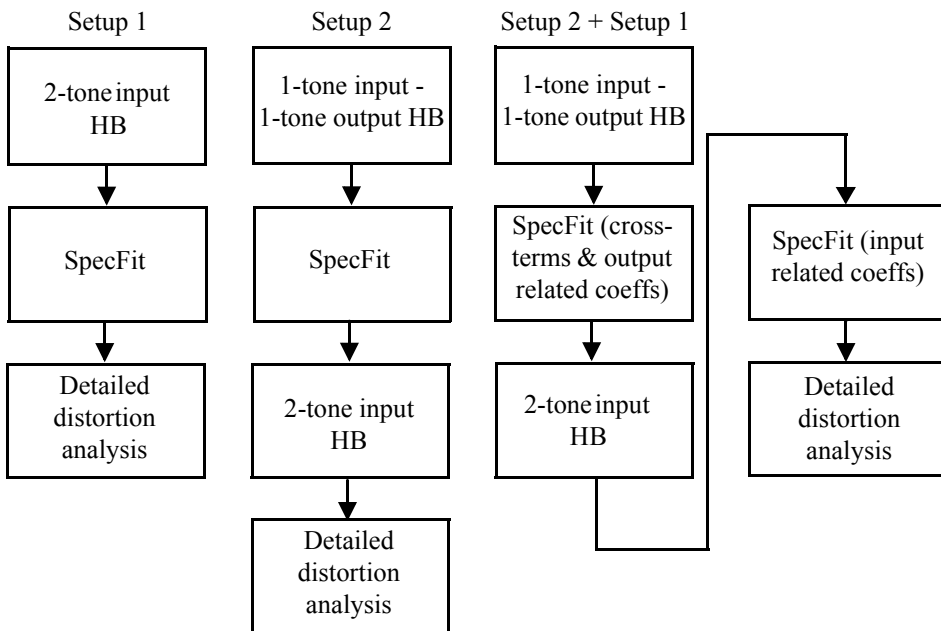 Setup 1
2-tone input
HB
SpecFit
Detailed
distortion
analysis
Setup 2
1-tone input -
1-tone output HB
SpecFit
2-tone input
HB
Detailed
distortion
analysis
Setup 2 + Setup 1
1-tone input -
1-tone output HB
SpecFit (cross-
terms & output
related coeffs)
2-tone input
HB
SpecFit (input
related coeffs)
Detailed
distortion
analysis